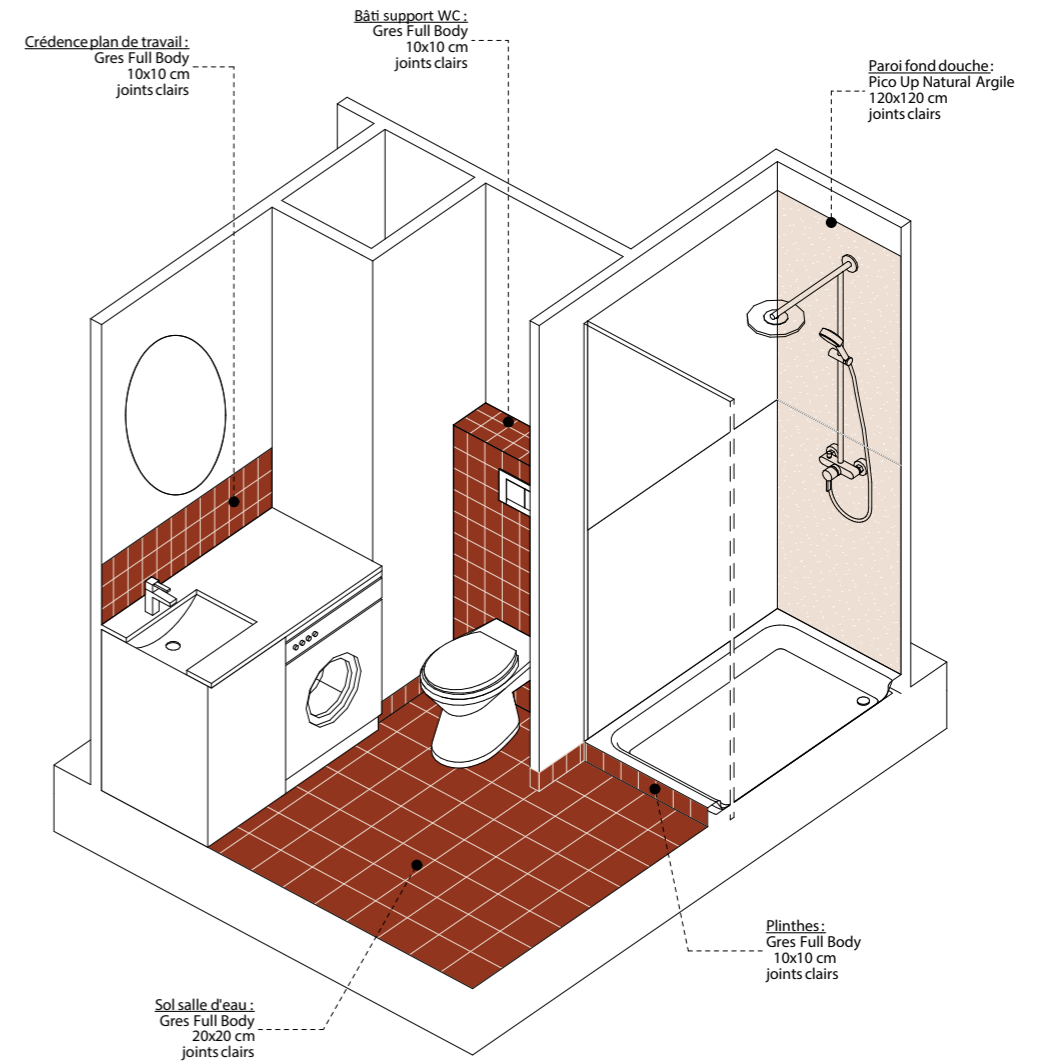 Bâti support WC :
Gres Full Body
10x10 cm
joints clairs
Crédence plan de travail :
Gres Full Body
10x10 cm
joints clairs
Paroi fond douche :
Pico Up Natural Argile
120x120 cm
joints clairs
Plinthes :
Gres Full Body
10x10 cm
joints clairs
Sol salle d'eau :
Gres Full Body
20x20 cm
joints clairs